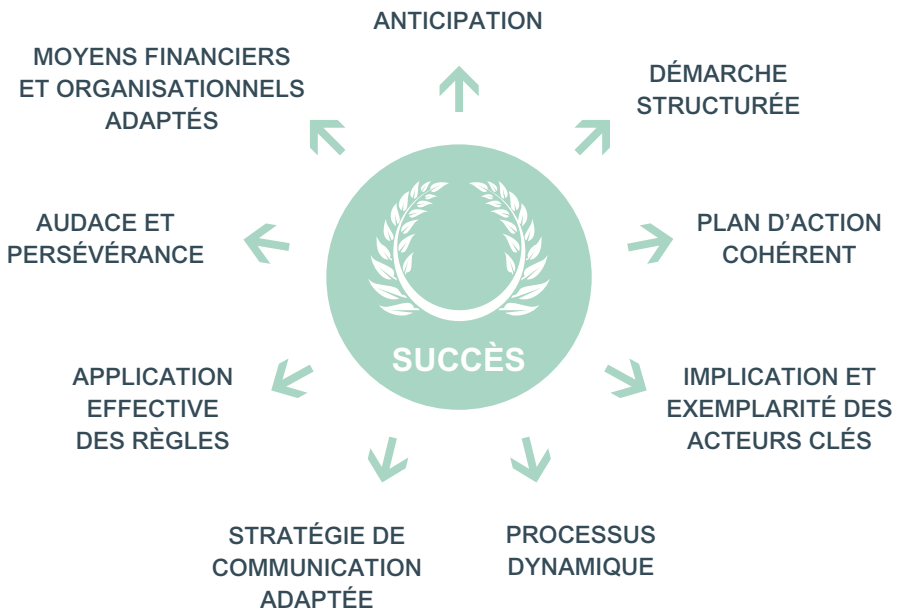 ANTICIPATION
DÉMARCHE
STRUCTURÉE
PLAN D’ACTION
COHÉRENT
IMPLICATION ET
EXEMPLARITÉ DES
ACTEURS CLÉS
PROCESSUS
DYNAMIQUE
STRATÉGIE DE
COMMUNICATION
ADAPTÉE
APPLICATION
EFFECTIVE
DES RÈGLES
AUDACE ET
PERSÉVÉRANCE
MOYENS FINANCIERS
ET ORGANISATIONNELS
ADAPTÉS
SUCCÈS